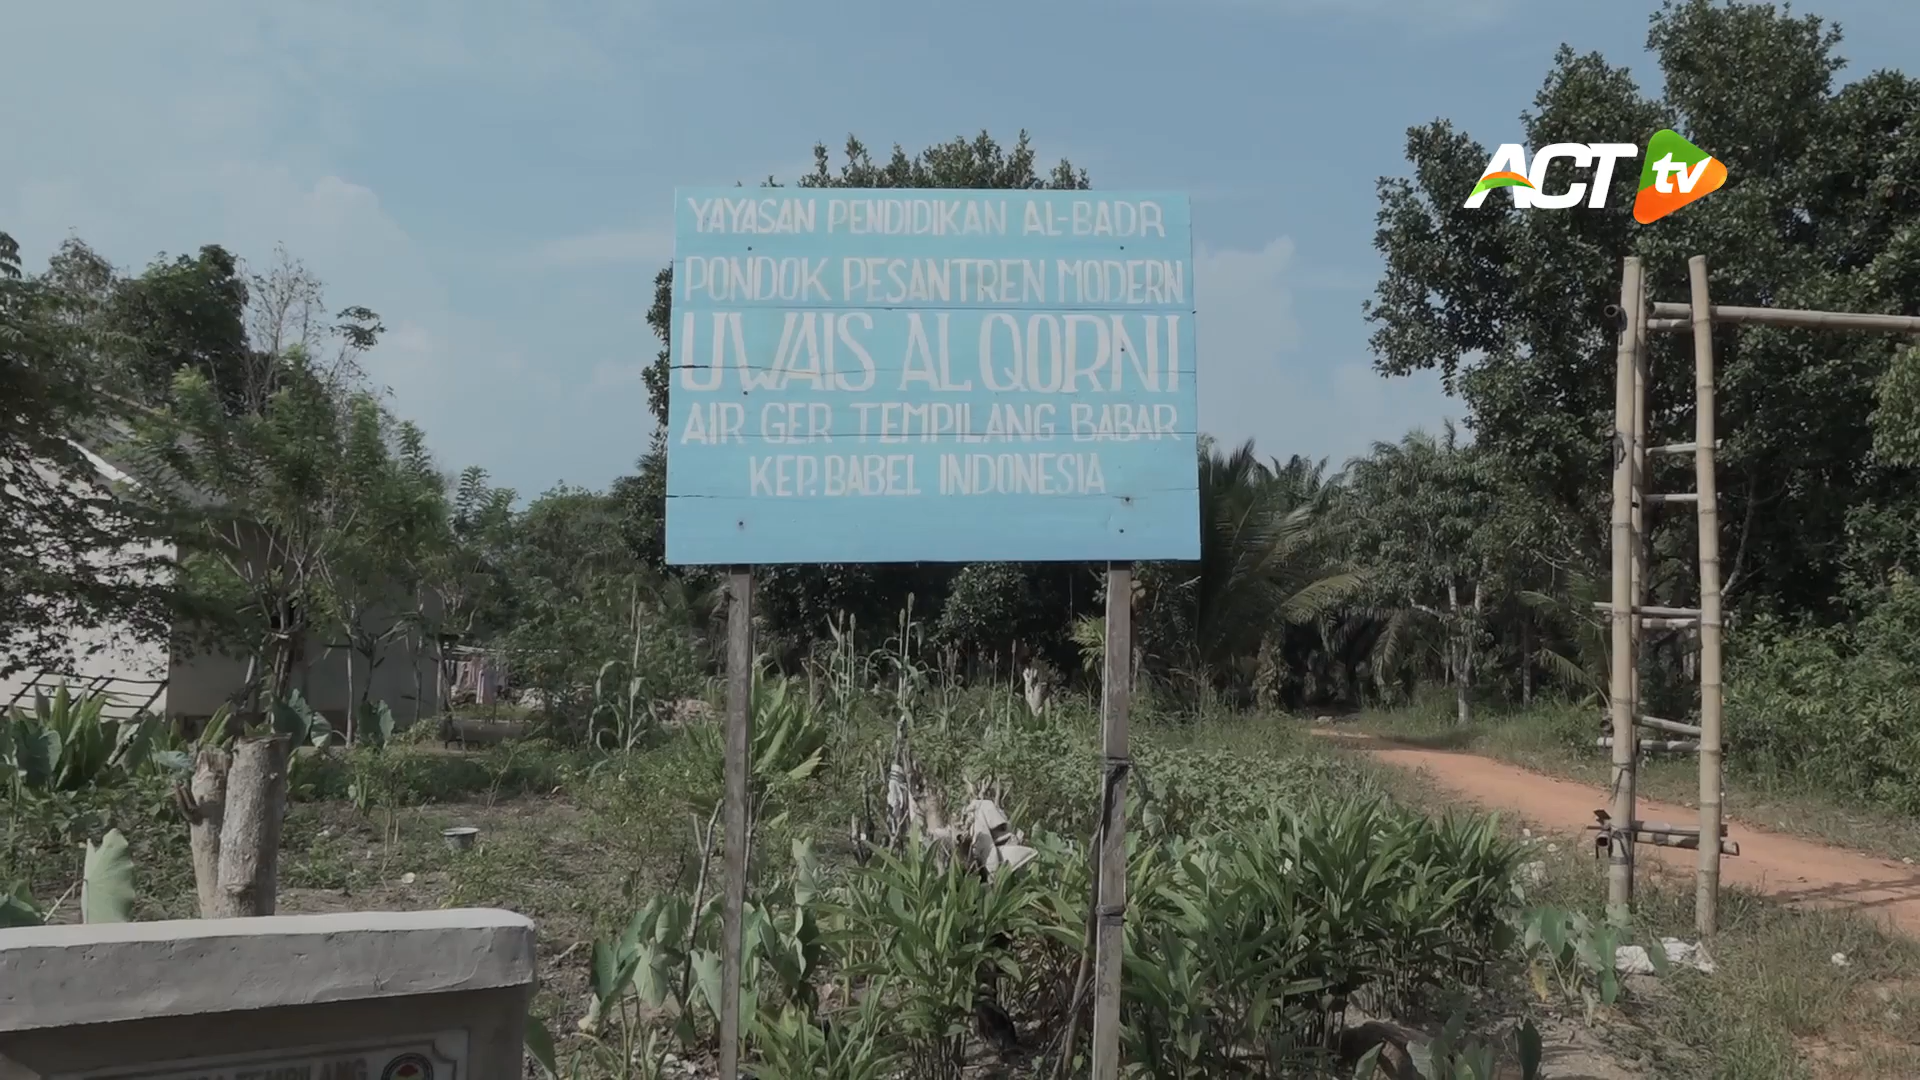 ACT tv
YAYASAN PENDIDIKAN AL-BADR
PONDOK PESANTREN MODERN
UWAIS AL QORNI
AIR GER TEMPILANG BABAR
KEP. BABEL INDONESIA
TEMPILANG